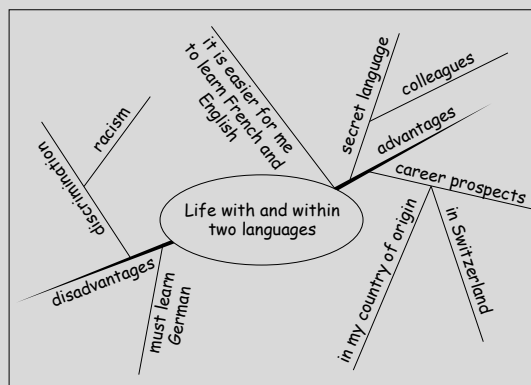 Life with and within
two languages
it is easier for me
to learn French and
English
secret language
colleagues
advantages
career prospects
in my country of origin
in Switzerland
racism
discrimination
disadvantages
must learn
German